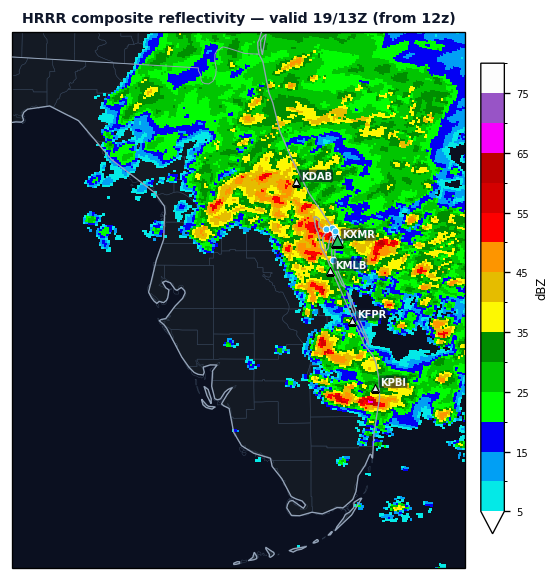 HRRR composite reflectivity — valid 19/13Z (from 12z)
KDAB
KXMR
KMLB
KFPR
KPBI
75
65
55
45
35
25
15
5
dBZ